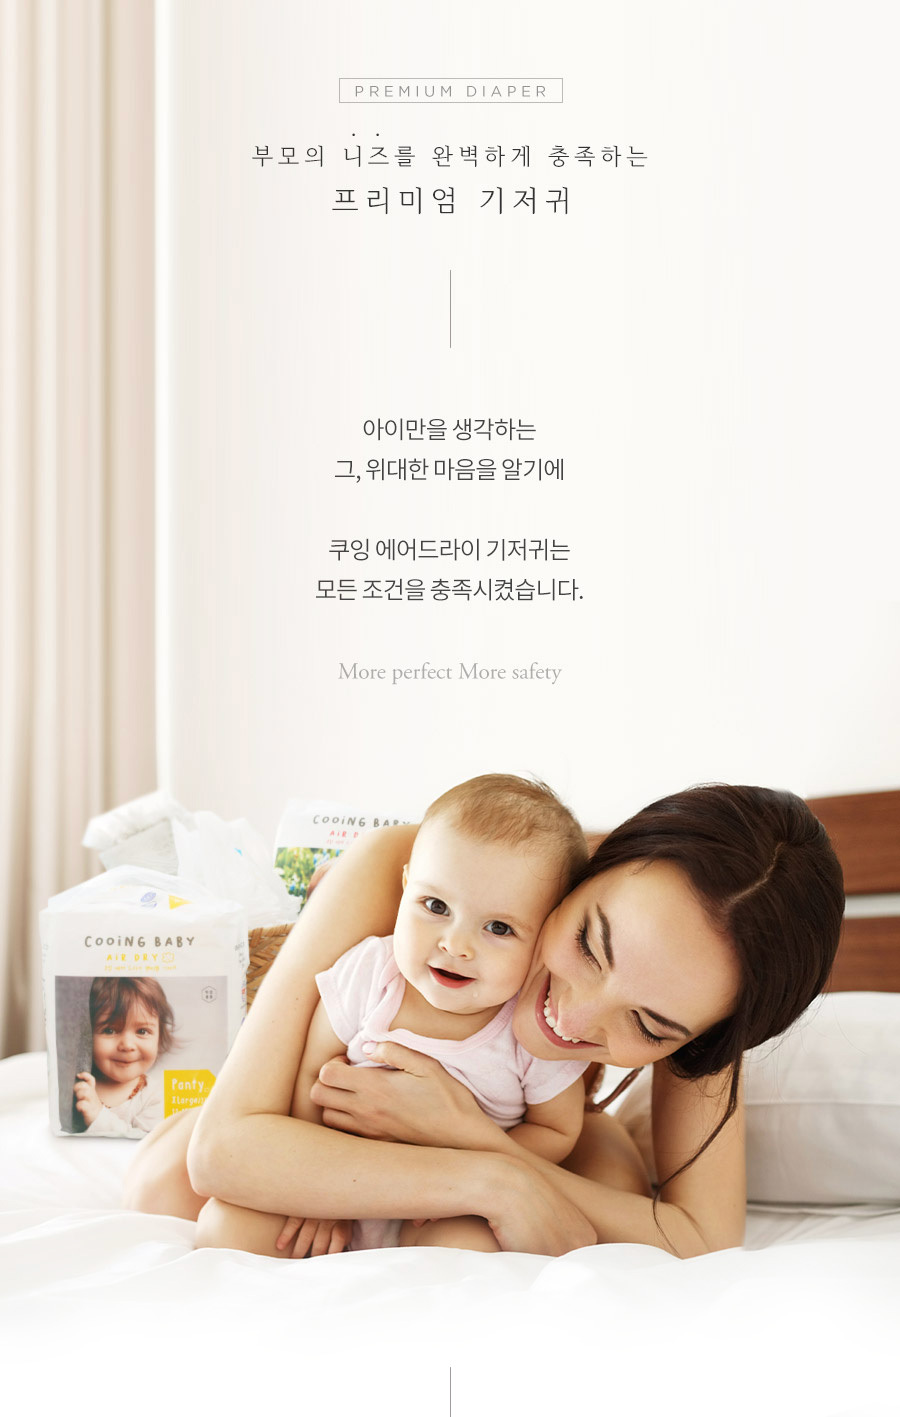 PREMIUM DIAPER
부모의 니즈를 완벽하게 충족하는
프리미엄 기저귀
아이만을 생각하는
그, 위대한 마음을 알기에
쿠잉 에어드라이 기저귀는
모든 조건을 충족시켰습니다.
More perfect More safety
COOING BABY
AIR
COOING BABY
AIR DRY
Panty